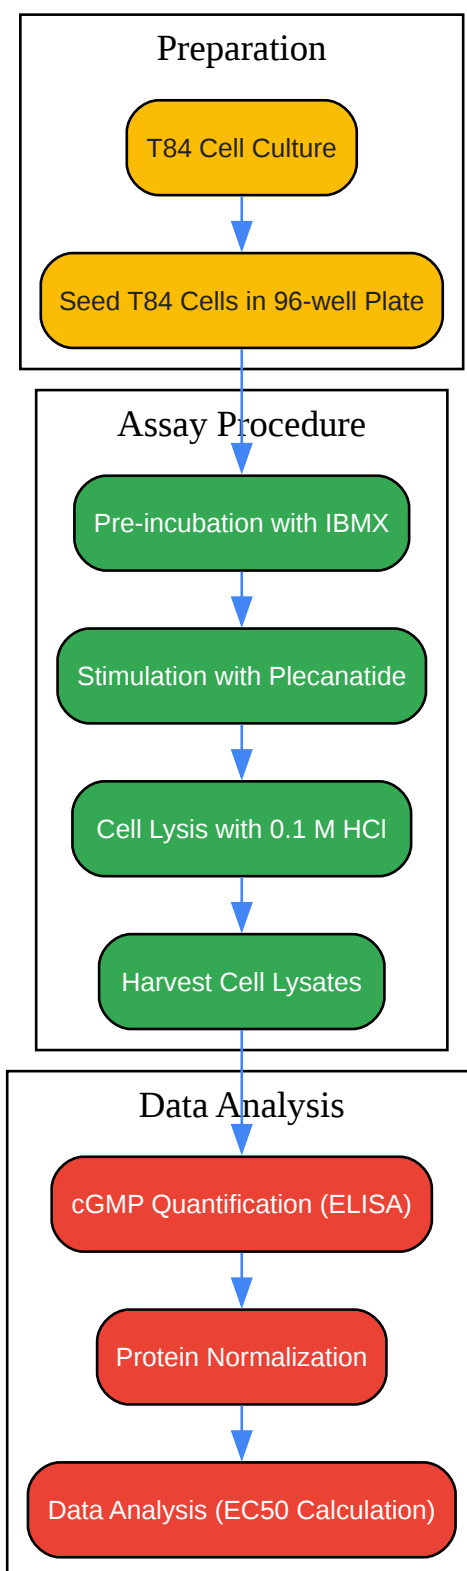 Preparation
T84 Cell Culture
Seed T84 Cells in 96-well Plate
Assay Procedure
Pre-incubation with IBMX
Stimulation with Plecanatide
Cell Lysis with 0.1 M HCl
Harvest Cell Lysates
Data Analysis
cGMP Quantification (ELISA)
Protein Normalization
Data Analysis (EC50 Calculation)